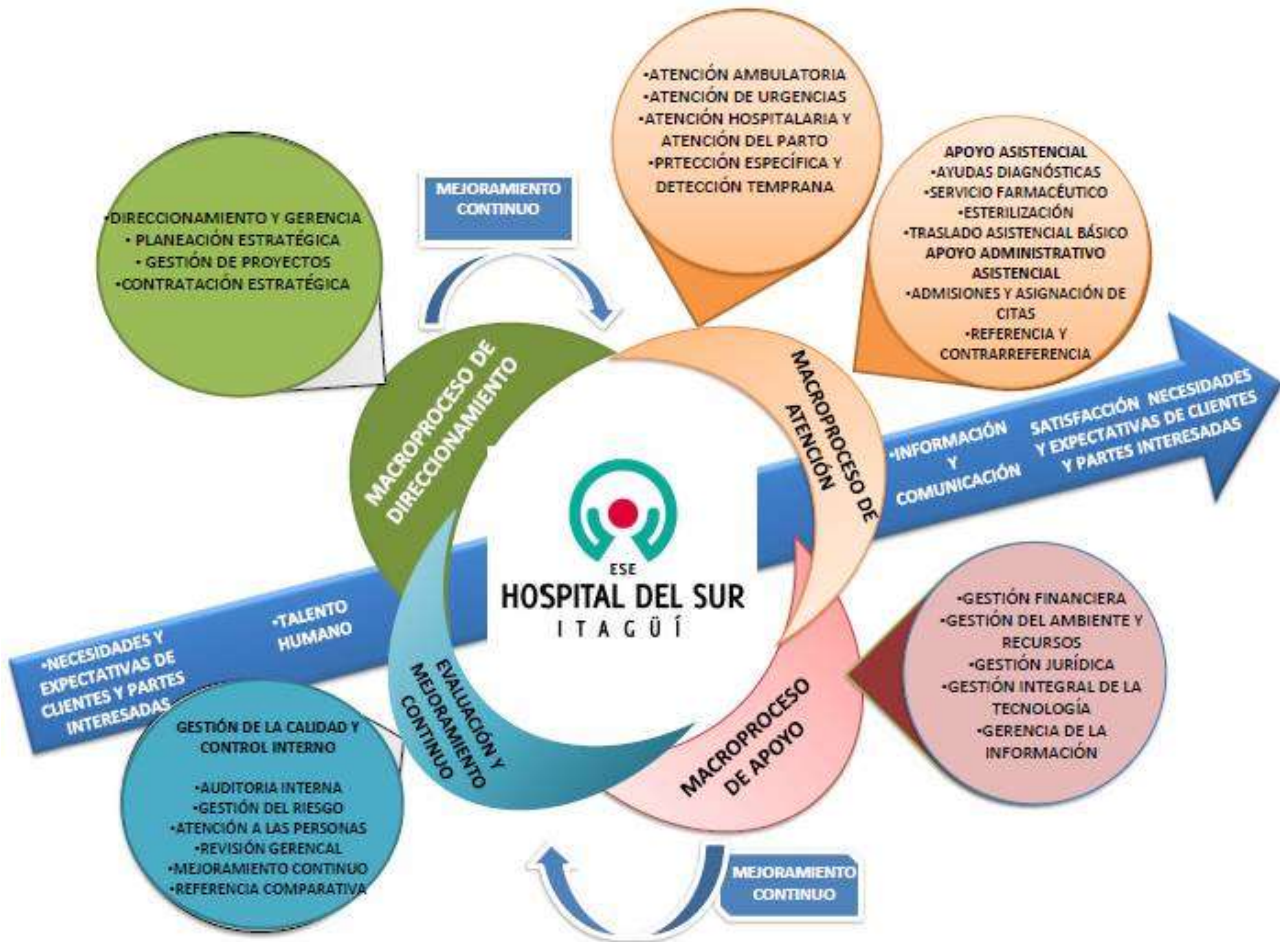 •ATENCIÓN AMBULATORIA
•ATENCIÓN DE URGENCIAS
•ATENCIÓN HOSPITALARIA Y
ATENCIÓN DEL PARTO
•PRTECCIÓN ESPECÍFICA Y
DETECCIÓN TEMPRANA
APOYO ASISTENCIAL
•AYUDAS DIAGNÓSTICAS
•SERVICIO FARMACÉUTICO
•ESTERILIZACIÓN
•TRASLADO ASISTENCIAL BÁSICO
APOYO ADMINISTRATIVO
ASISTENCIAL
•ADMISIONES Y ASIGNACIÓN DE
CITAS
•REFERENCIA Y
CONTRARREFERENCIA
MEJORAMIENTO
CONTINUO
•DIRECCIONAMIENTO Y GERENCIA
• PLANEACIÓN ESTRATÉGICA
• GESTIÓN DE PROYECTOS
•CONTRATACIÓN ESTRATÉGICA
MACROPROCESO DE
DIRECCIONAMIENTO
MACROPROCESO DE
ATENCIÓN
•INFORMACIÓN
Y
COMUNICACIÓN
SATISFACCIÓN NECESIDADES
Y EXPECTATIVAS DE CLIENTES
Y PARTES INTERESADAS
ESE
HOSPITAL DEL SUR
ITAGÜÍ
•NECESIDADES Y
EXPECTATIVAS DE
CLIENTES Y PARTES
INTERESADAS
•TALENTO
HUMANO
EVALUACIÓN Y
MEJORAMIENTO
CONTINUO
MACROPROCESO
DE APOYO
•GESTIÓN FINANCIERA
•GESTIÓN DEL AMBIENTE Y
RECURSOS
•GESTIÓN JURÍDICA
•GESTIÓN INTEGRAL DE LA
TECNOLOGÍA
•GERENCIA DE LA
INFORMACIÓN
GESTIÓN DE LA CALIDAD Y
CONTROL INTERNO
•AUDITORIA INTERNA
•GESTIÓN DEL RIESGO
•ATENCIÓN A LAS PERSONAS
•REVISIÓN GERENCAL
•MEJORAMIENTO CONTINUO
•REFERENCIA COMPARATIVA
MEJORAMIENTO
CONTINUO